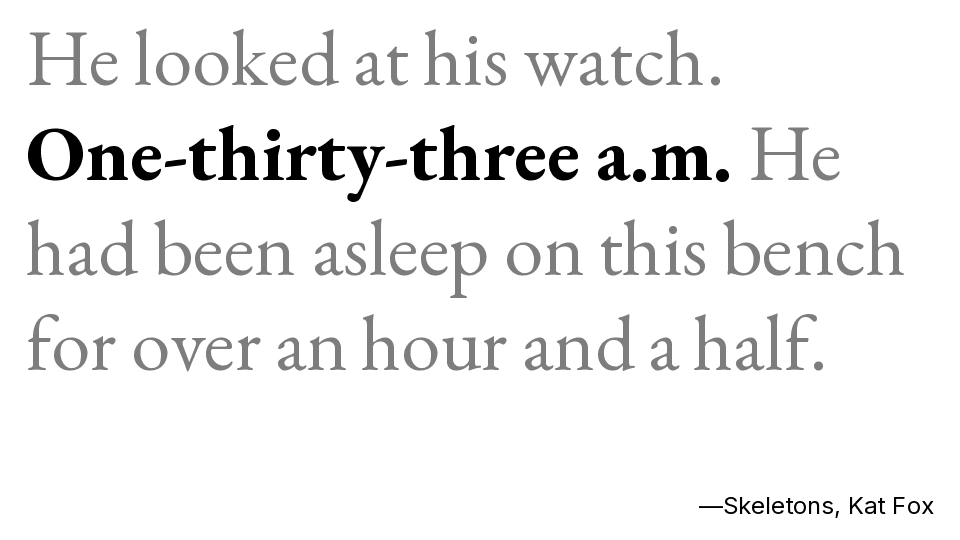 He looked at his watch.
One-thirty-three a.m. He
had been asleep on this bench
for over an hour and a half.
—Skeletons, Kat Fox